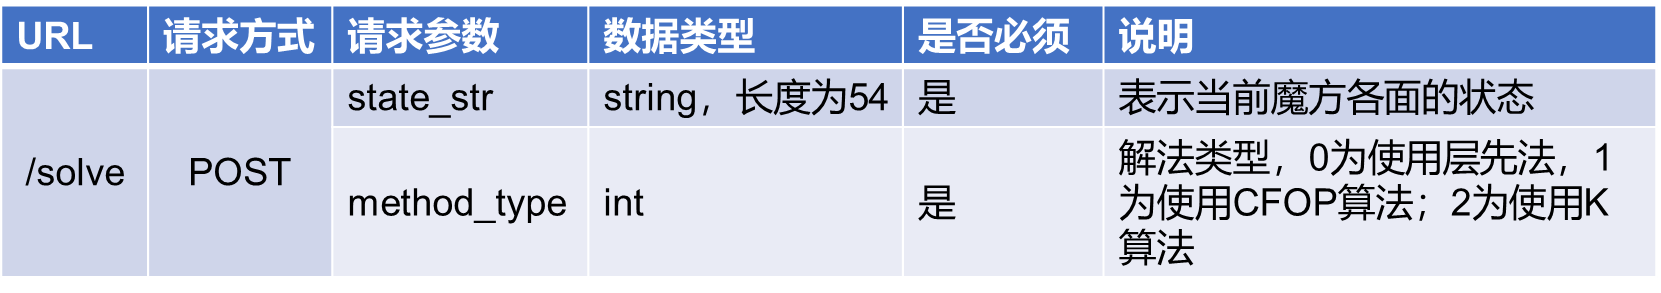 URL 请求方式 请求参数 数据类型 是否必须 说明
/solve POST state_str string，长度为54 是 表示当前魔方各面的状态
method_type int 是 解法类型，0为使用层先法，1
为使用CFOP算法；2为使用K
算法